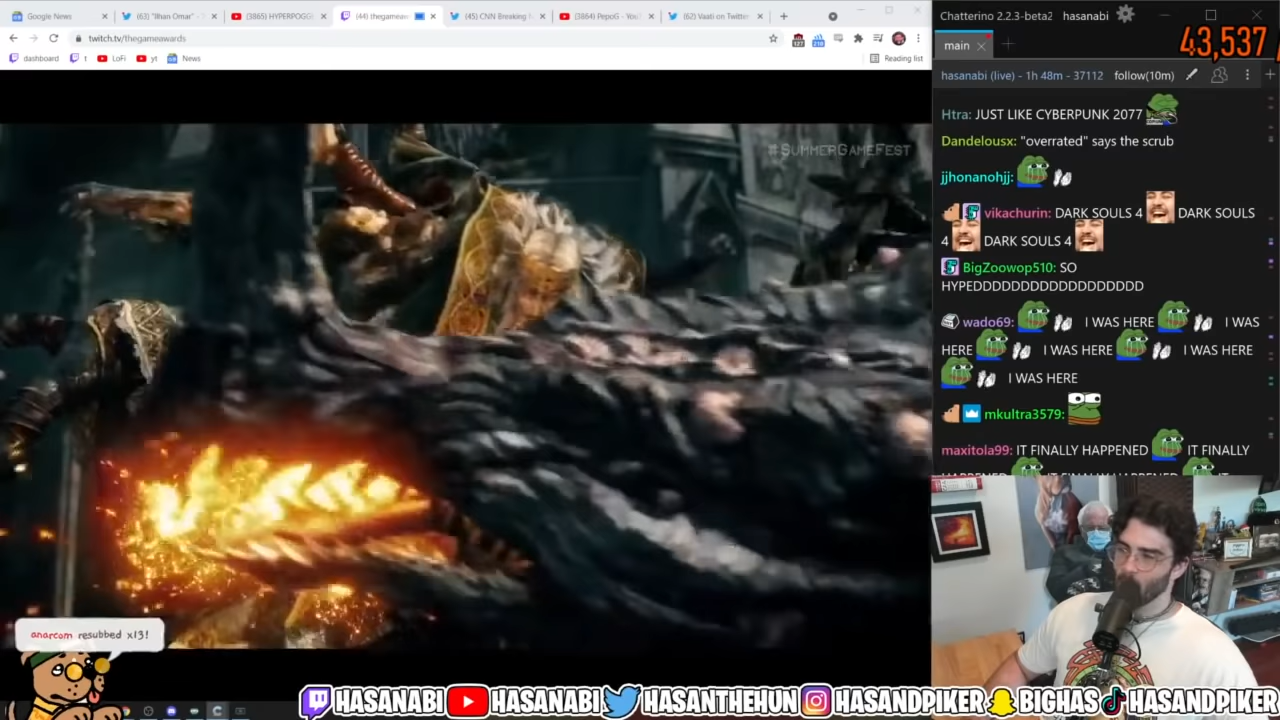 Google News
(63) "Ilhan Omar" - T
(3865) HYPERPOGG
(44) thegameaw
(45) CNN Breaking N
(3864) PepoG - YouT
(62) Vaati on Twitter
twitch.tv/thegameawards
dashboard
t
LoFi
yt
News
Reading list
#SUMMERGAMEFEST
anarcom resubbed x13!
Chatterino 2.2.3-beta2
hasanabi
main
43,537
hasanabi (live) - 1h 48m - 37112
follow(10m)
Htra: JUST LIKE CYBERPUNK 2077
Dandelousx: "overrated" says the scrub
jjhonanohjj:
vikachurin: DARK SOULS 4 DARK SOULS
4 DARK SOULS 4
BigZoowop510: SO
HYPEDDDDDDDDDDDDDDDDDD
wado69: I WAS HERE I WAS
HERE I WAS HERE I WAS HERE
I WAS HERE
mkultra3579:
maxitola99: IT FINALLY HAPPENED IT FINALLY
HASANABI HASANABI HASANTHEHUN HASANDPIKER BIGHAS HASANDPIKER